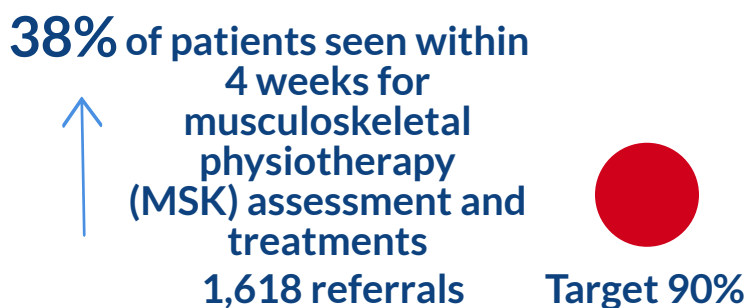 38% of patients seen within
4 weeks for
musculoskeletal
physiotherapy
(MSK) assessment and
treatments
1,618 referrals
Target 90%